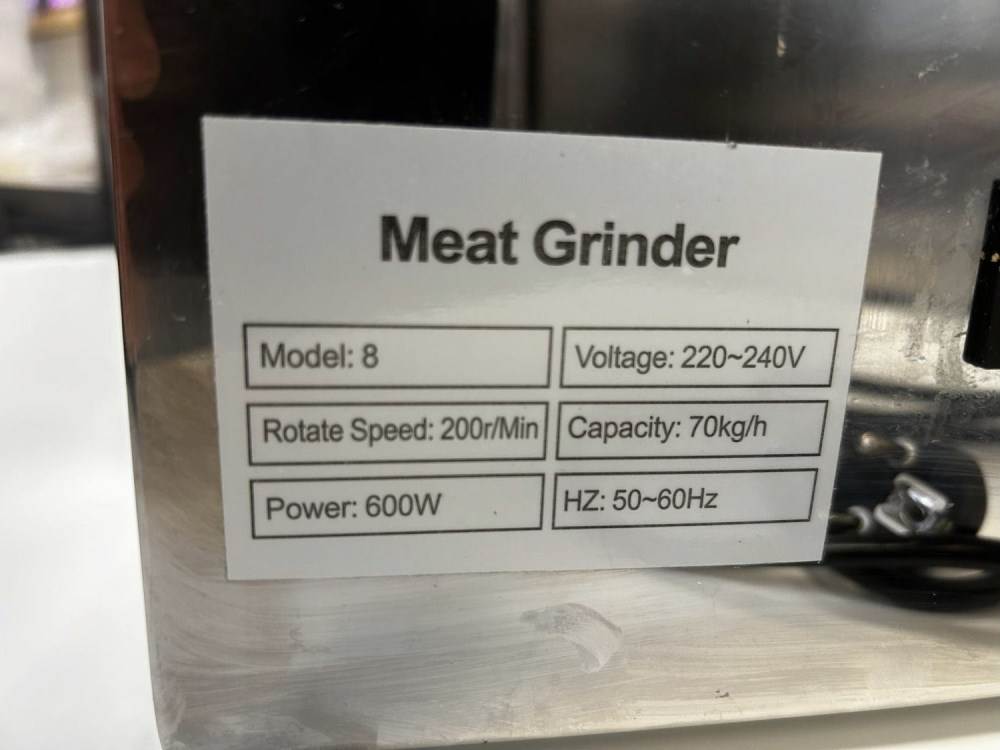 Meat Grinder
Model: 8
Voltage: 220~240V
Rotate Speed: 200r/Min
Capacity: 70kg/h
Power: 600W
HZ: 50~60Hz